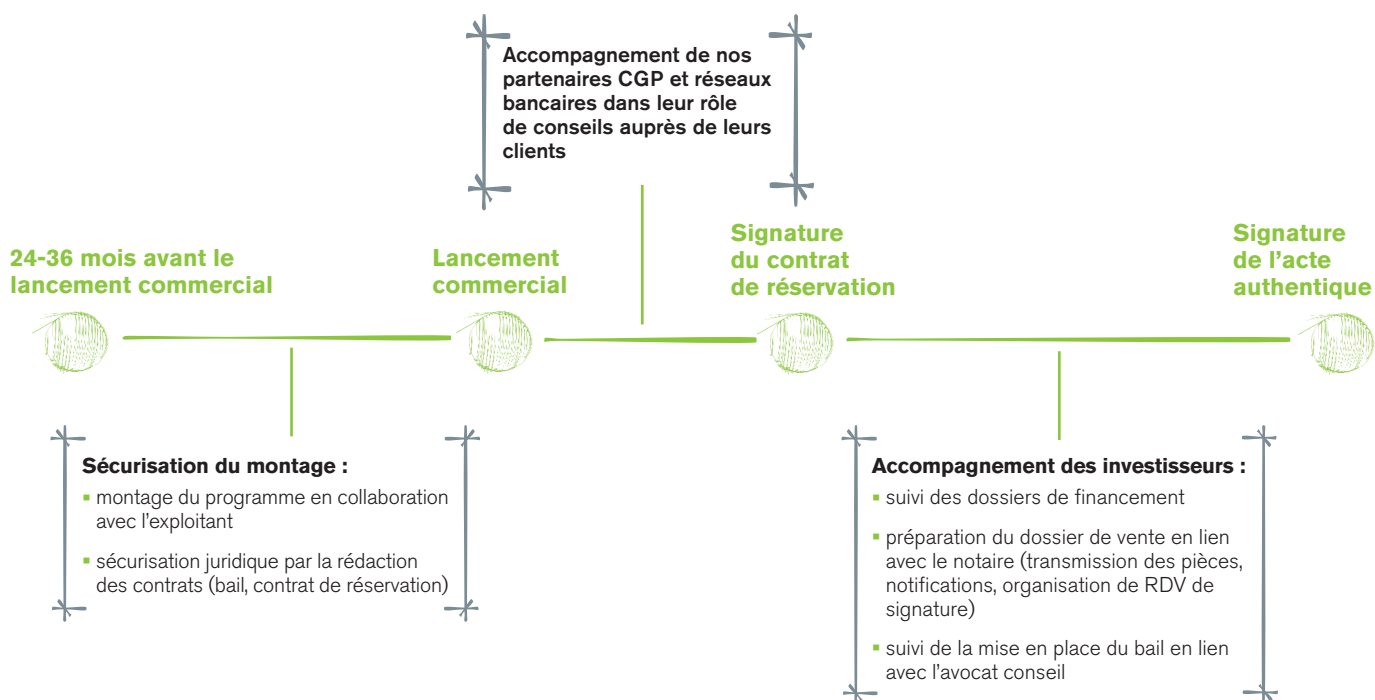 Accompagnement de nos
partenaires CGP et réseaux
bancaires dans leur rôle
de conseils auprès de leurs
clients
24-36 mois avant le
lancement commercial
Lancement
commercial
Signature
du contrat
de réservation
Signature
de l’acte
authentique
Sécurisation du montage :
▪ montage du programme en collaboration
avec l’exploitant
▪ sécurisation juridique par la rédaction
des contrats (bail, contrat de réservation)
Accompagnement des investisseurs :
▪ suivi des dossiers de financement
▪ préparation du dossier de vente en lien
avec le notaire (transmission des pièces,
notifications, organisation de RDV de
signature)
▪ suivi de la mise en place du bail en lien
avec l’avocat conseil